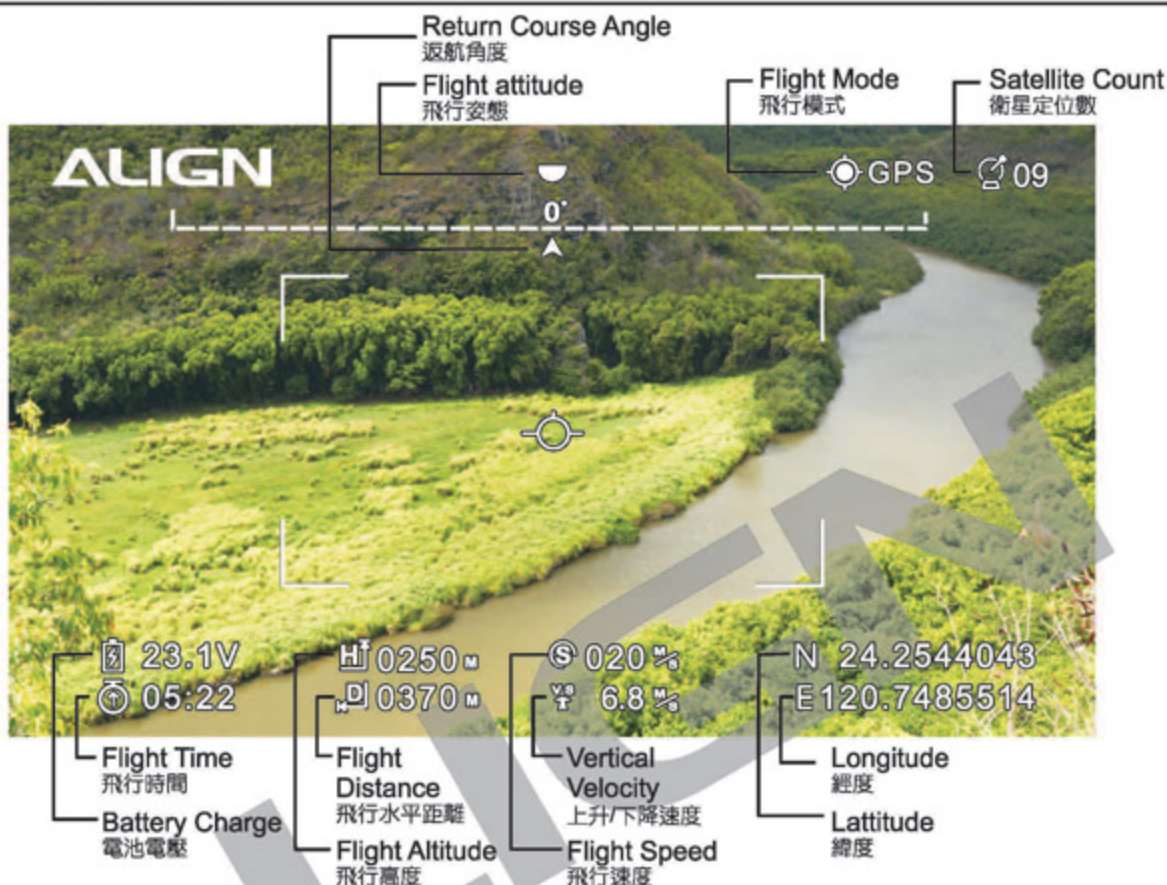 Return Course Angle
返航角度
Flight attitude
飛行姿態
Flight Mode
飛行模式
Satellite Count
衛星定位數
ALIGN
GPS
09
0°
23.1V
05:22
H 0250 M
D 0370 M
S 020 M/S
V.S 6.8 M/S
N 24.2544043
E120.7485514
Flight Time
飛行時間
Battery Charge
電池電壓
Flight
Distance
飛行水平距離
Flight Altitude
飛行高度
Vertical
Velocity
上升/下降速度
Flight Speed
飛行速度
Longitude
經度
Lattitude
緯度